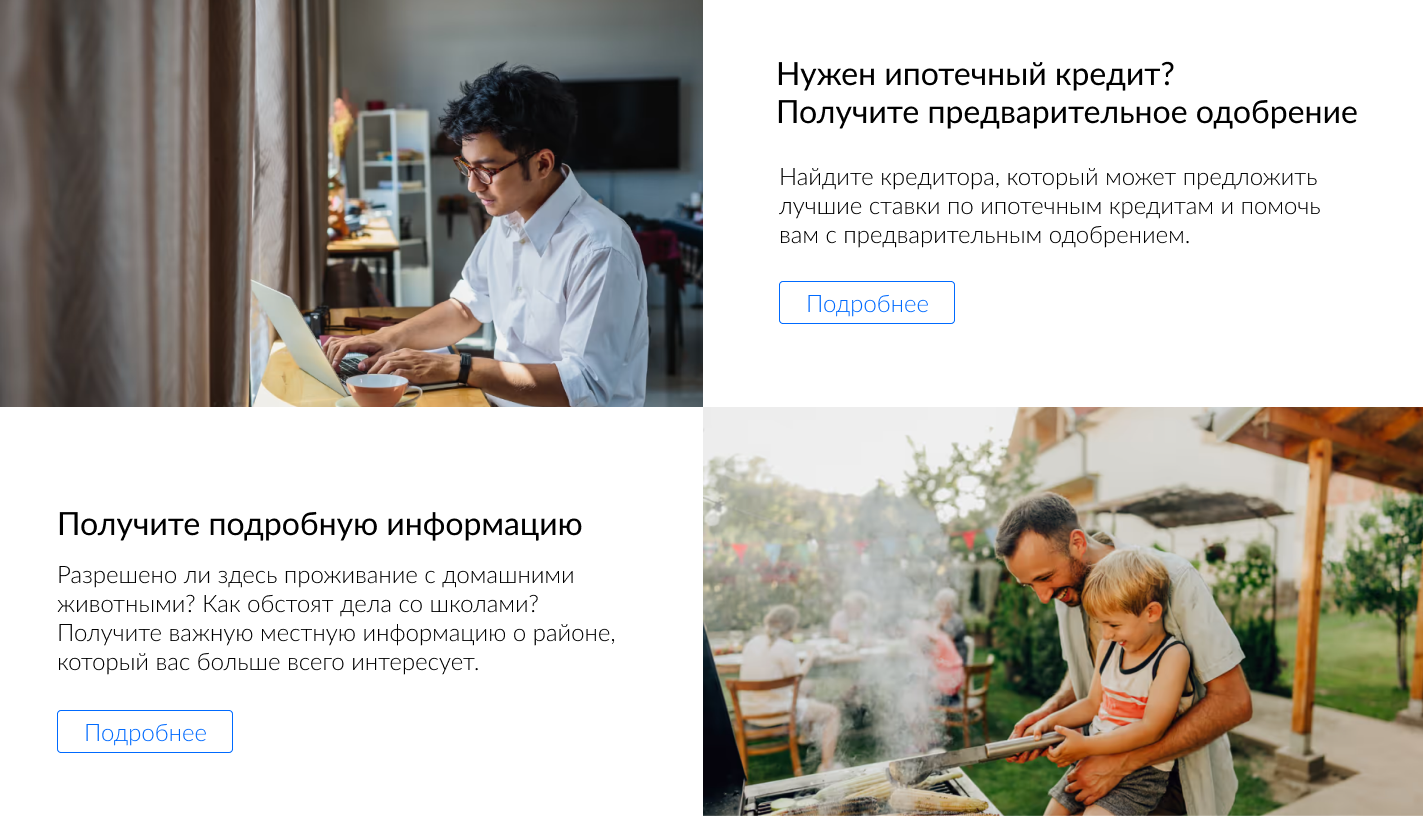 Нужен ипотечный кредит?
Получите предварительное одобрение
Найдите кредитора, который может предложить
лучшие ставки по ипотечным кредитам и помочь
вам с предварительным одобрением.
Подробнее
Получите подробную информацию
Разрешено ли здесь проживание с домашними
животными? Как обстоят дела со школами?
Получите важную местную информацию о районе,
который вас больше всего интересует.
Подробнее